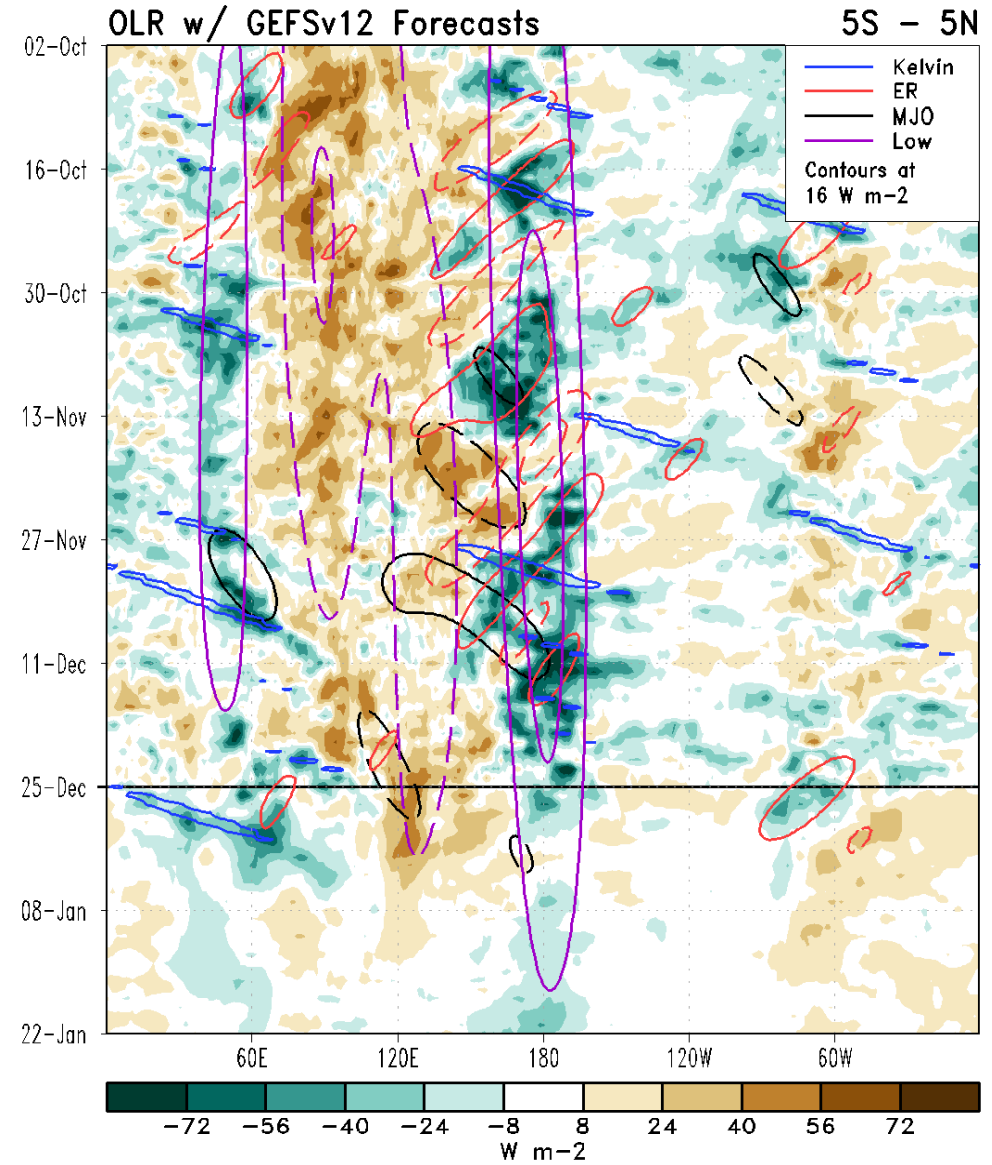 OLR w/ GEFSv12 Forecasts 5S - 5N
02-Oct
Kelvin
ER
MJO
Low
Contours at
16 W m-2
16-Oct
30-Oct
13-Nov
27-Nov
11-Dec
25-Dec
08-Jan
22-Jan
60E 120E 180 120W 60W
-72 -56 -40 -24 -8 8 24 40 56 72
W m-2